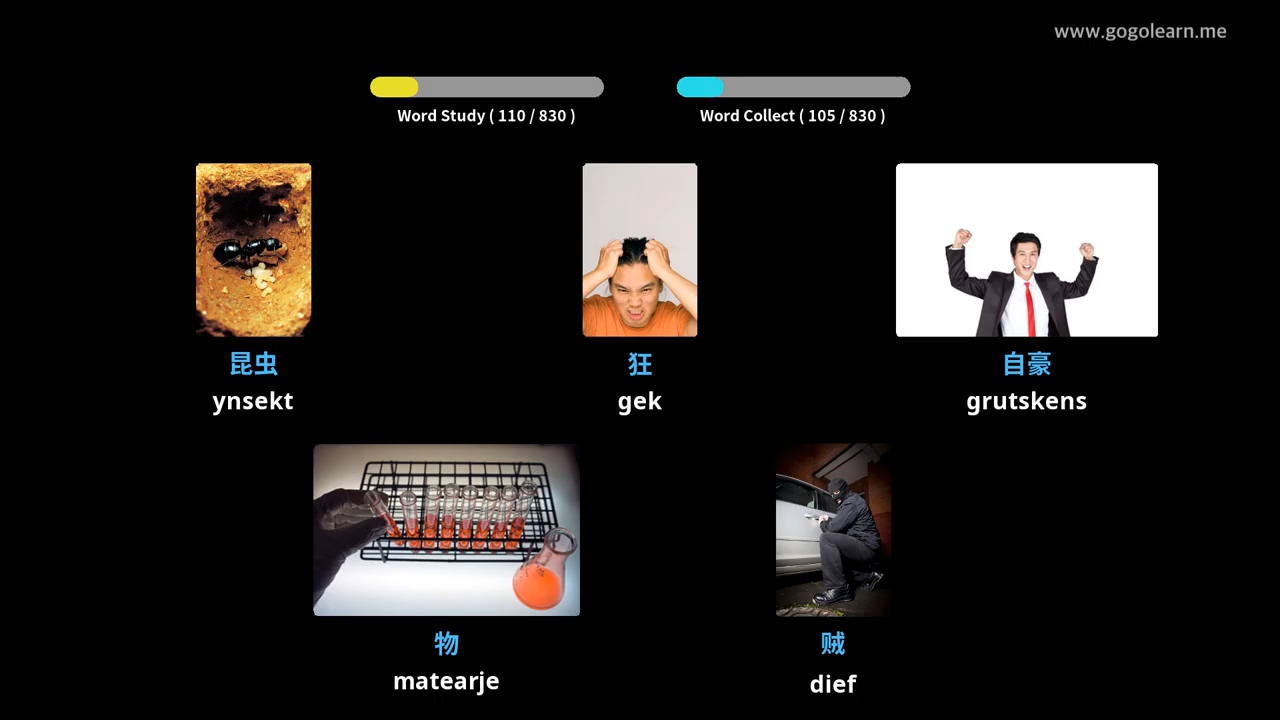 www.gogolearn.me
Word Study ( 110 / 830 )
Word Collect ( 105 / 830 )
昆虫
ynsekt
狂
gek
自豪
grutskens
物
matearje
贼
dief